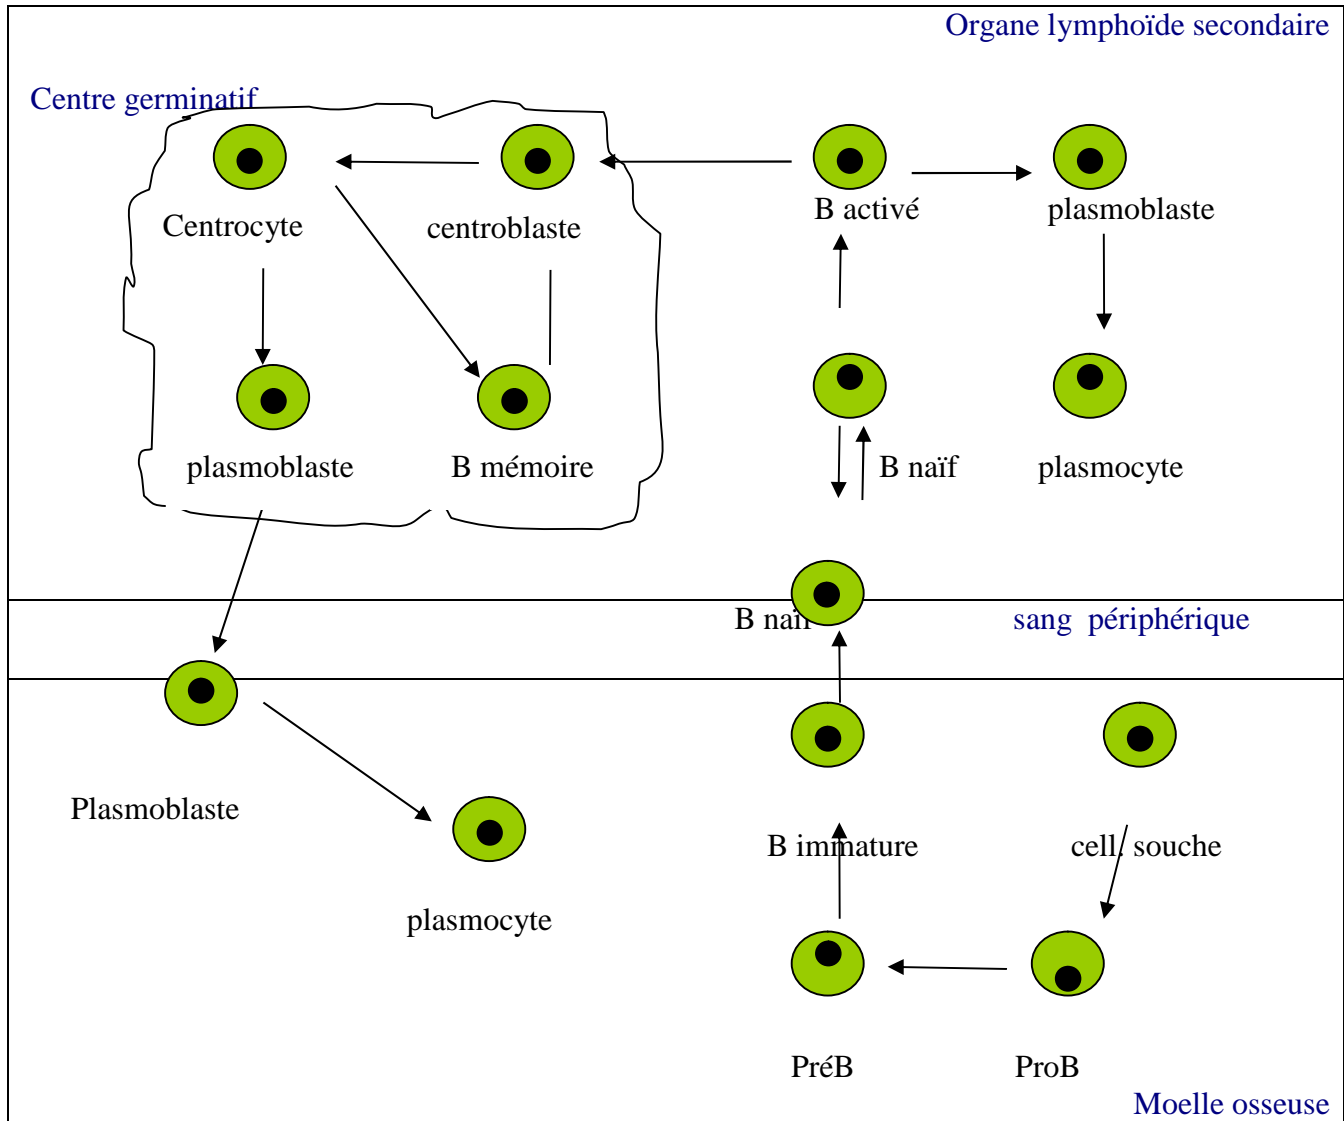 Organe lymphoïde secondaire
Centre germinatif
Centrocyte
centroblaste
B activé
plasmoblaste
plasmoblaste
B mémoire
B naïf
plasmocyte
B naïf
sang périphérique
Plasmoblaste
B immature
cell. souche
plasmocyte
PréB
ProB
Moelle osseuse